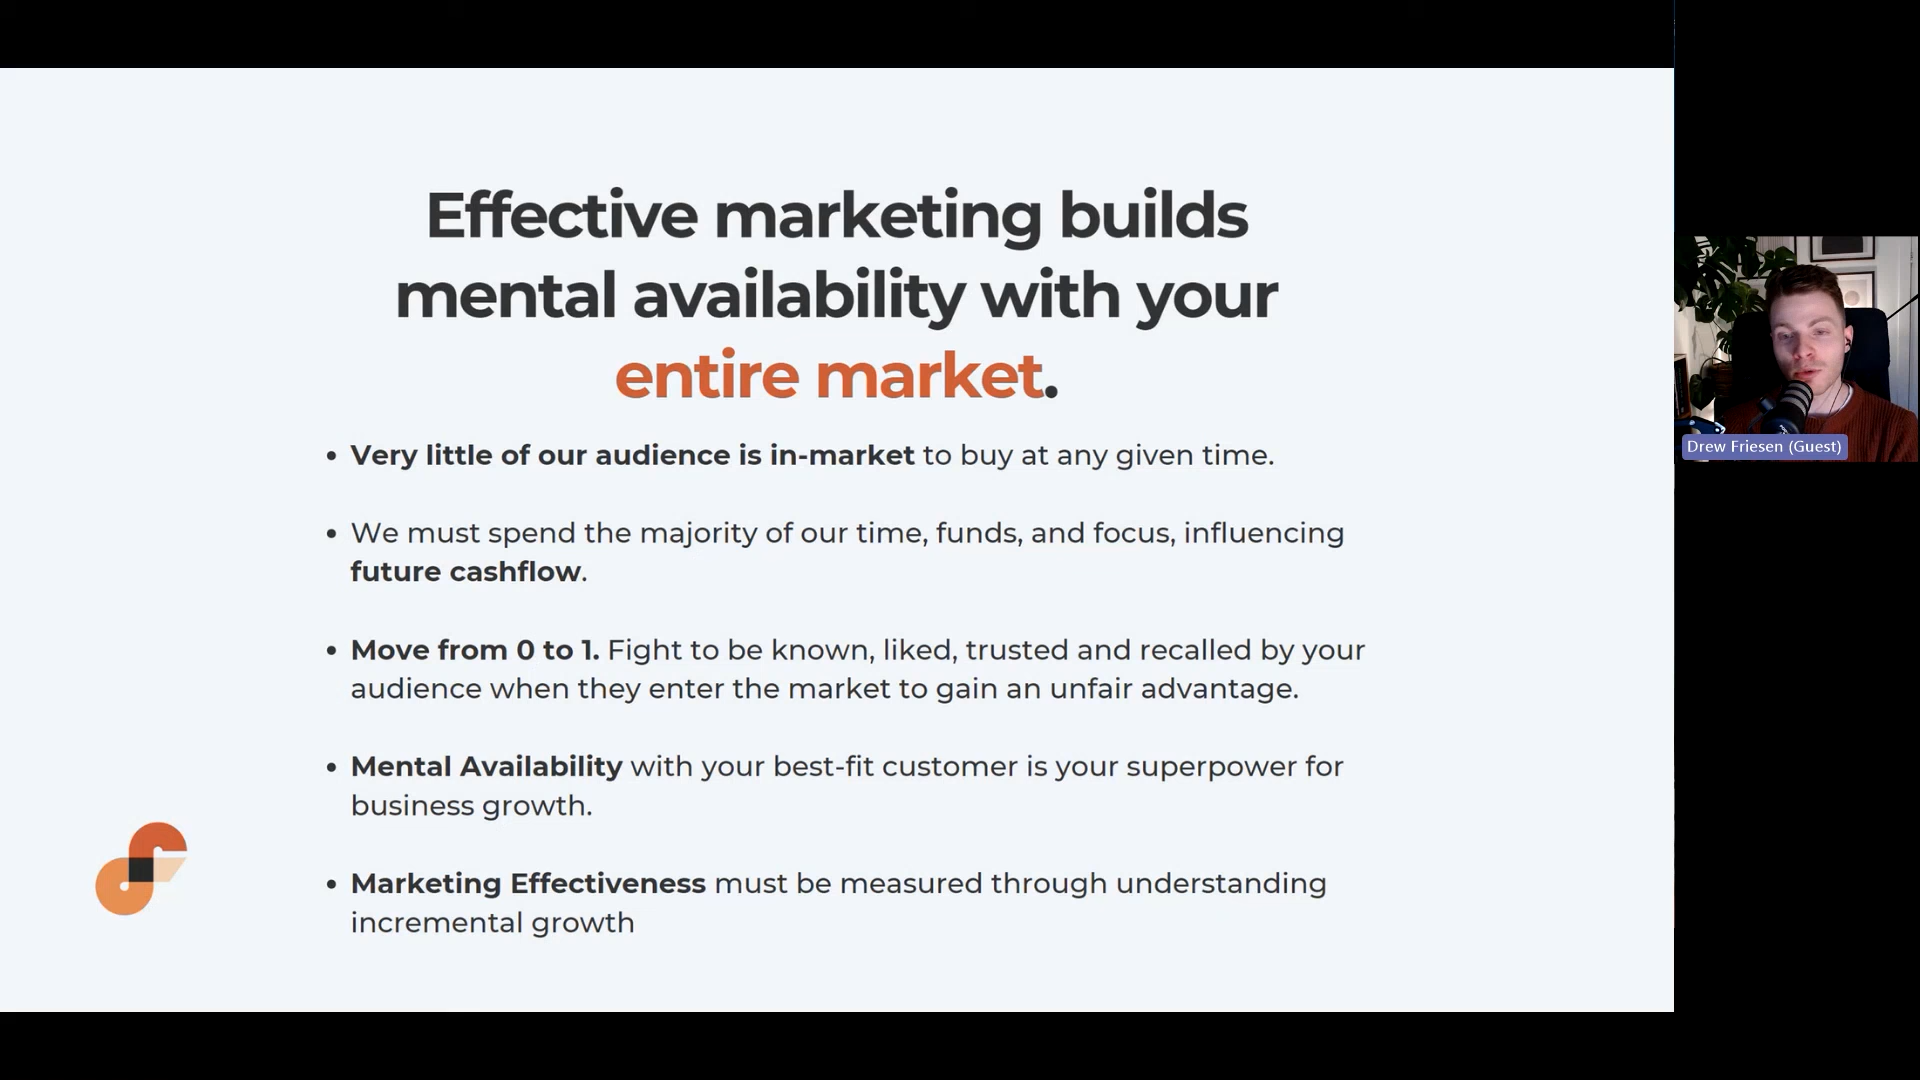 Effective marketing builds
mental availability with your
entire market.
• Very little of our audience is in-market to buy at any given time.
• We must spend the majority of our time, funds, and focus, influencing
future cashflow.
• Move from 0 to 1. Fight to be known, liked, trusted and recalled by your
audience when they enter the market to gain an unfair advantage.
• Mental Availability with your best-fit customer is your superpower for
business growth.
• Marketing Effectiveness must be measured through understanding
incremental growth
Drew Friesen (Guest)